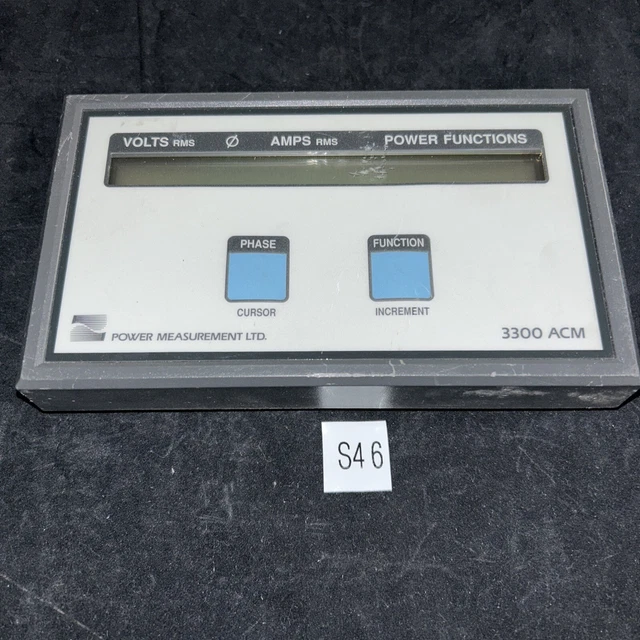 VOLTS RMS Ø AMPS RMS POWER FUNCTIONS
PHASE FUNCTION
CURSOR INCREMENT
POWER MEASUREMENT LTD. 3300 ACM
S46